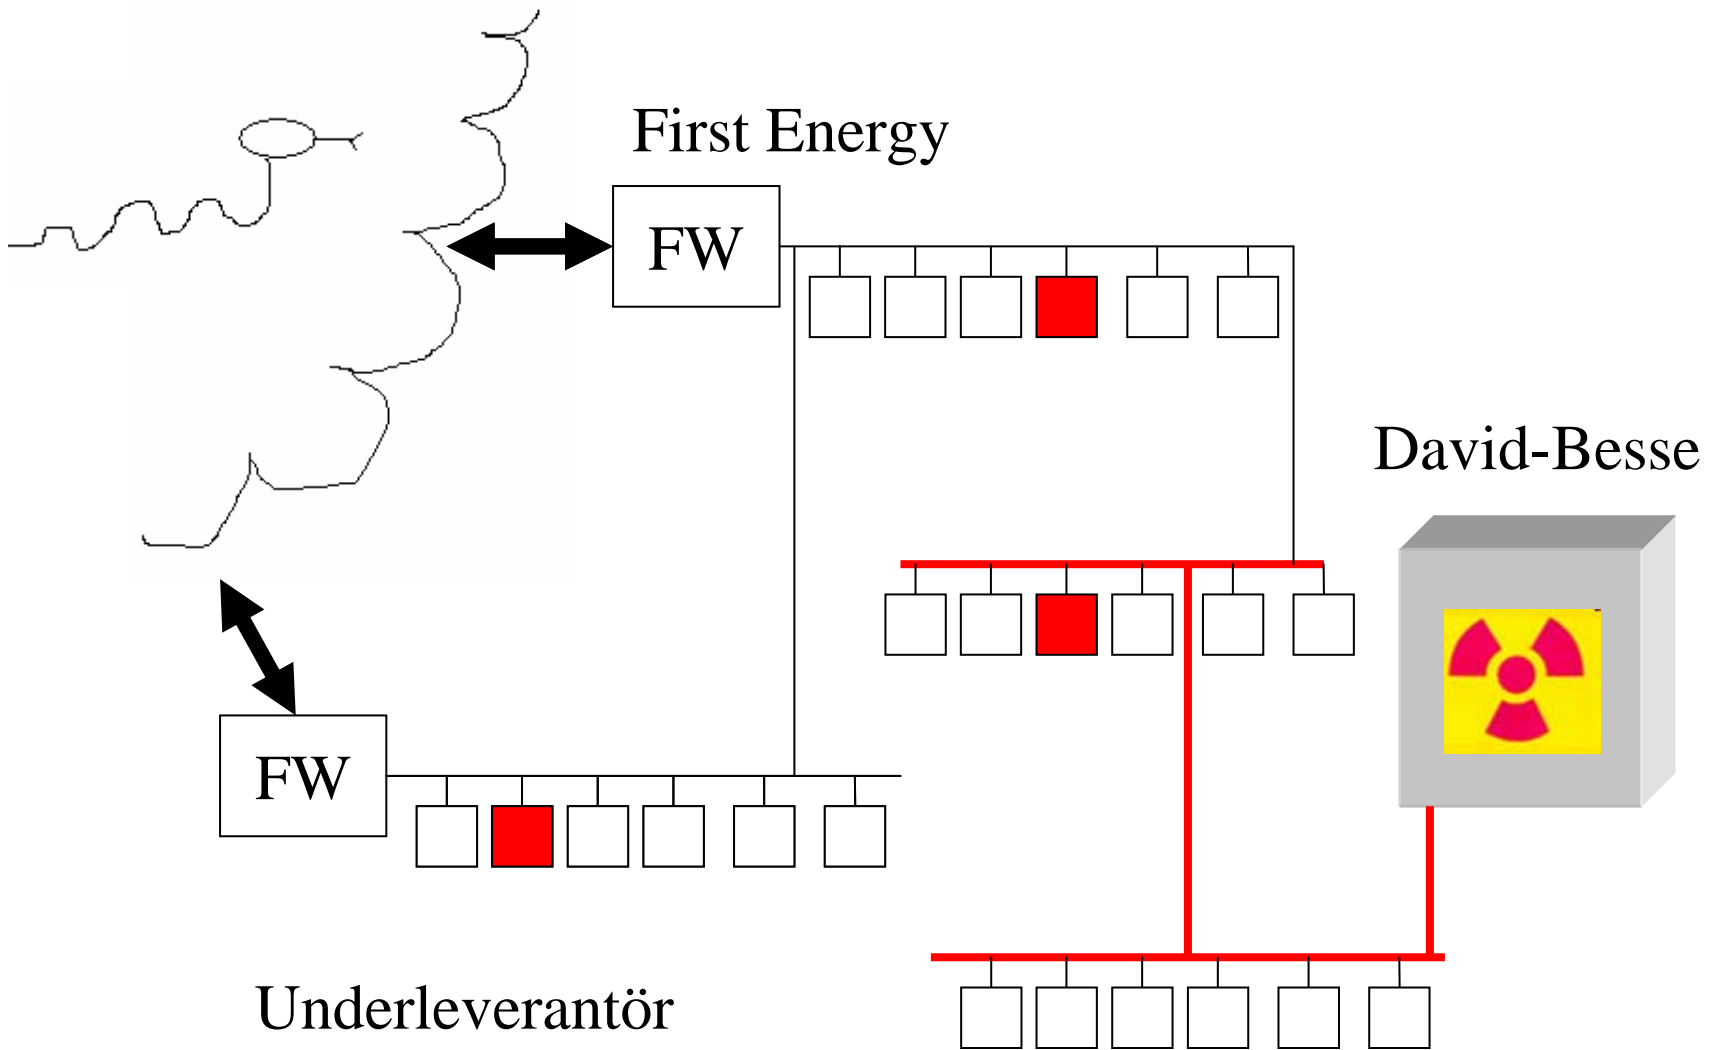 First Energy
FW
David-Besse
FW
Underleverantör